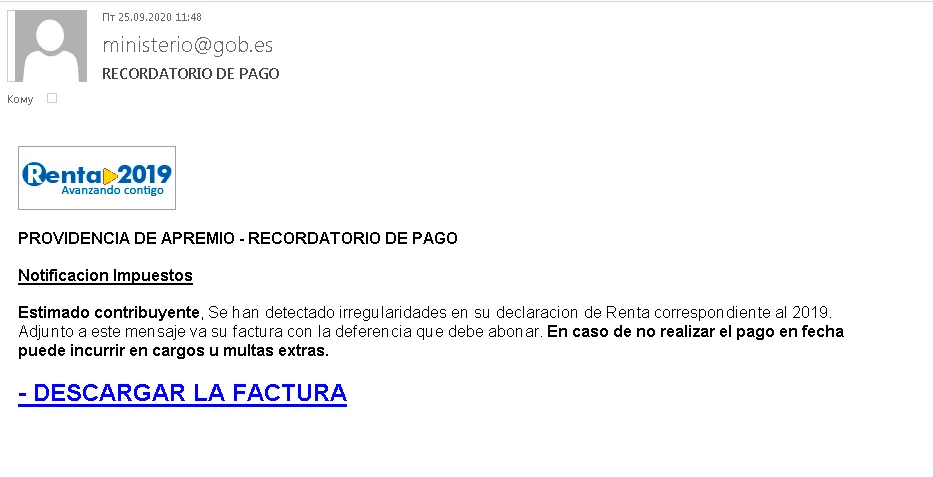 Пт 25.09.2020 11:48
ministerio@gob.es
RECORDATORIO DE PAGO
Кому
Renta 2019
Avanzando contigo
PROVIDENCIA DE APREMIO - RECORDATORIO DE PAGO
Notificacion Impuestos
Estimado contribuyente, Se han detectado irregularidades en su declaracion de Renta correspondiente al 2019.
Adjunto a este mensaje va su factura con la deferencia que debe abonar. En caso de no realizar el pago en fecha
puede incurrir en cargos u multas extras.
- DESCARGAR LA FACTURA